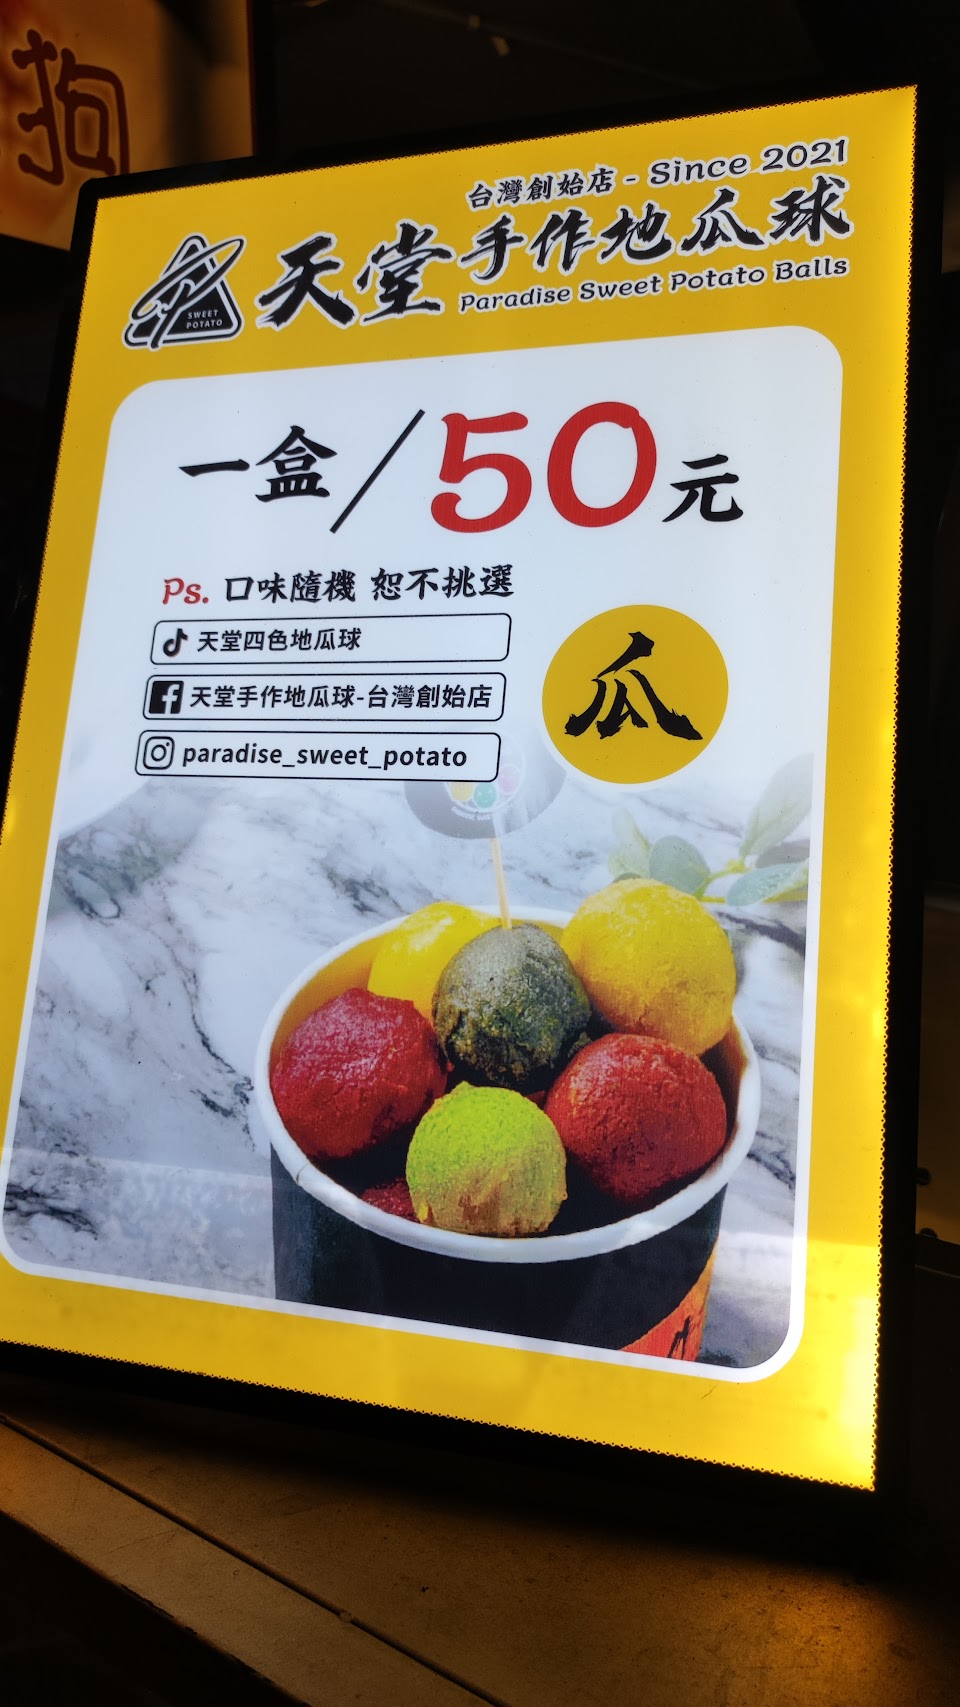 狗
台灣創始店 - Since 2021
天堂手作地瓜球
Paradise Sweet Potato Balls
SWEET
POTATO
一盒/50元
Ps. 口味隨機 恕不挑選
天堂四色地瓜球
天堂手作地瓜球-台灣創始店
paradise_sweet_potato
瓜